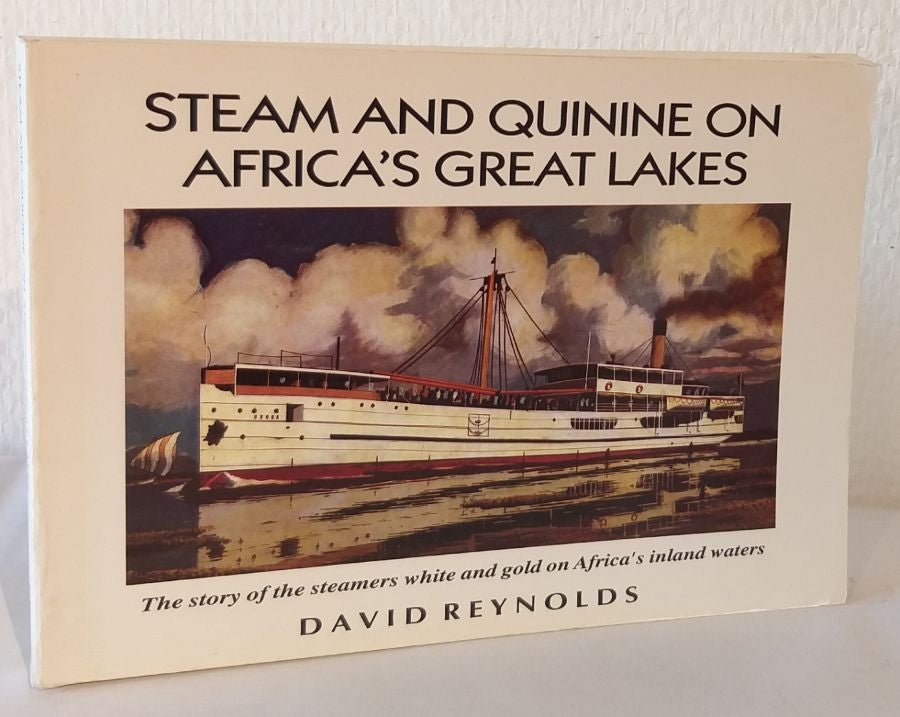 STEAM AND QUININE ON
AFRICA'S GREAT LAKES
USOGA
The story of the steamers white and gold on Africa's inland waters
DAVID REYNOLDS